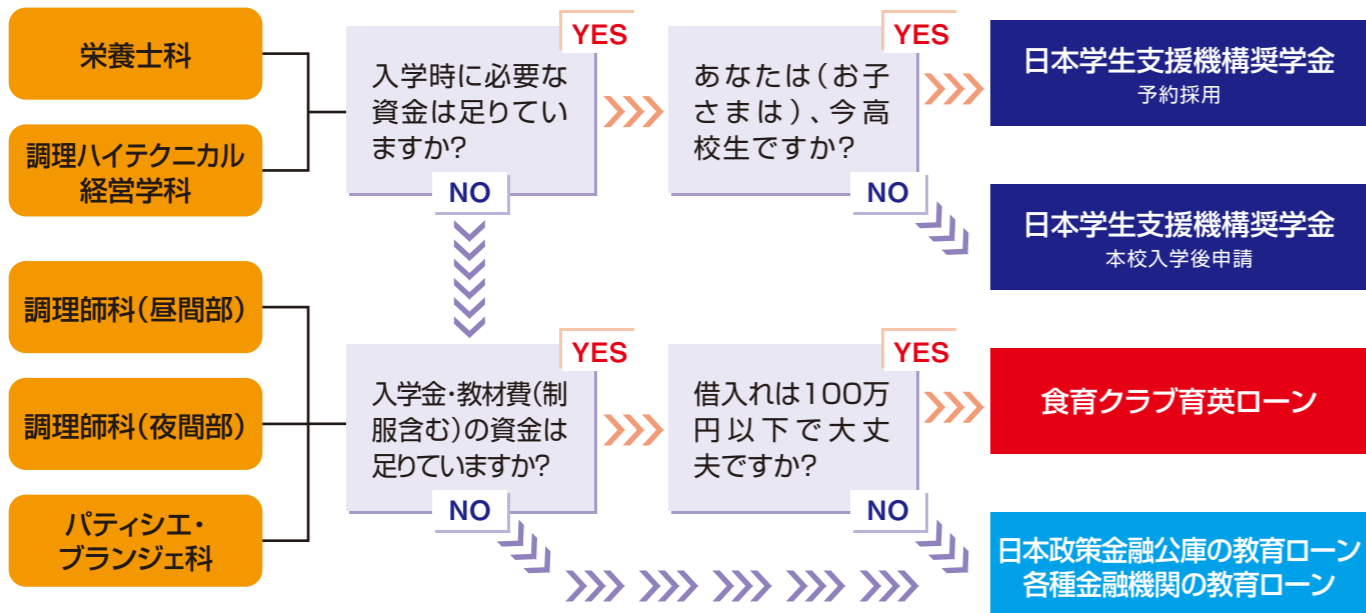 栄養士科
調理ハイテクニカル
経営学科
調理師科(昼間部)
調理師科(夜間部)
パティシエ・
ブランジェ科
YES
入学時に必要な
資金は足りてい
ますか?
NO
YES
あなたは(お子
さまは)、今高
校生ですか?
NO
日本学生支援機構奨学金
予約採用
日本学生支援機構奨学金
本校入学後申請
YES
入学金・教材費(制
服含む)の資金は
足りていますか?
NO
YES
借入れは100万
円以下で大丈
夫ですか?
NO
食育クラブ育英ローン
日本政策金融公庫の教育ローン
各種金融機関の教育ローン